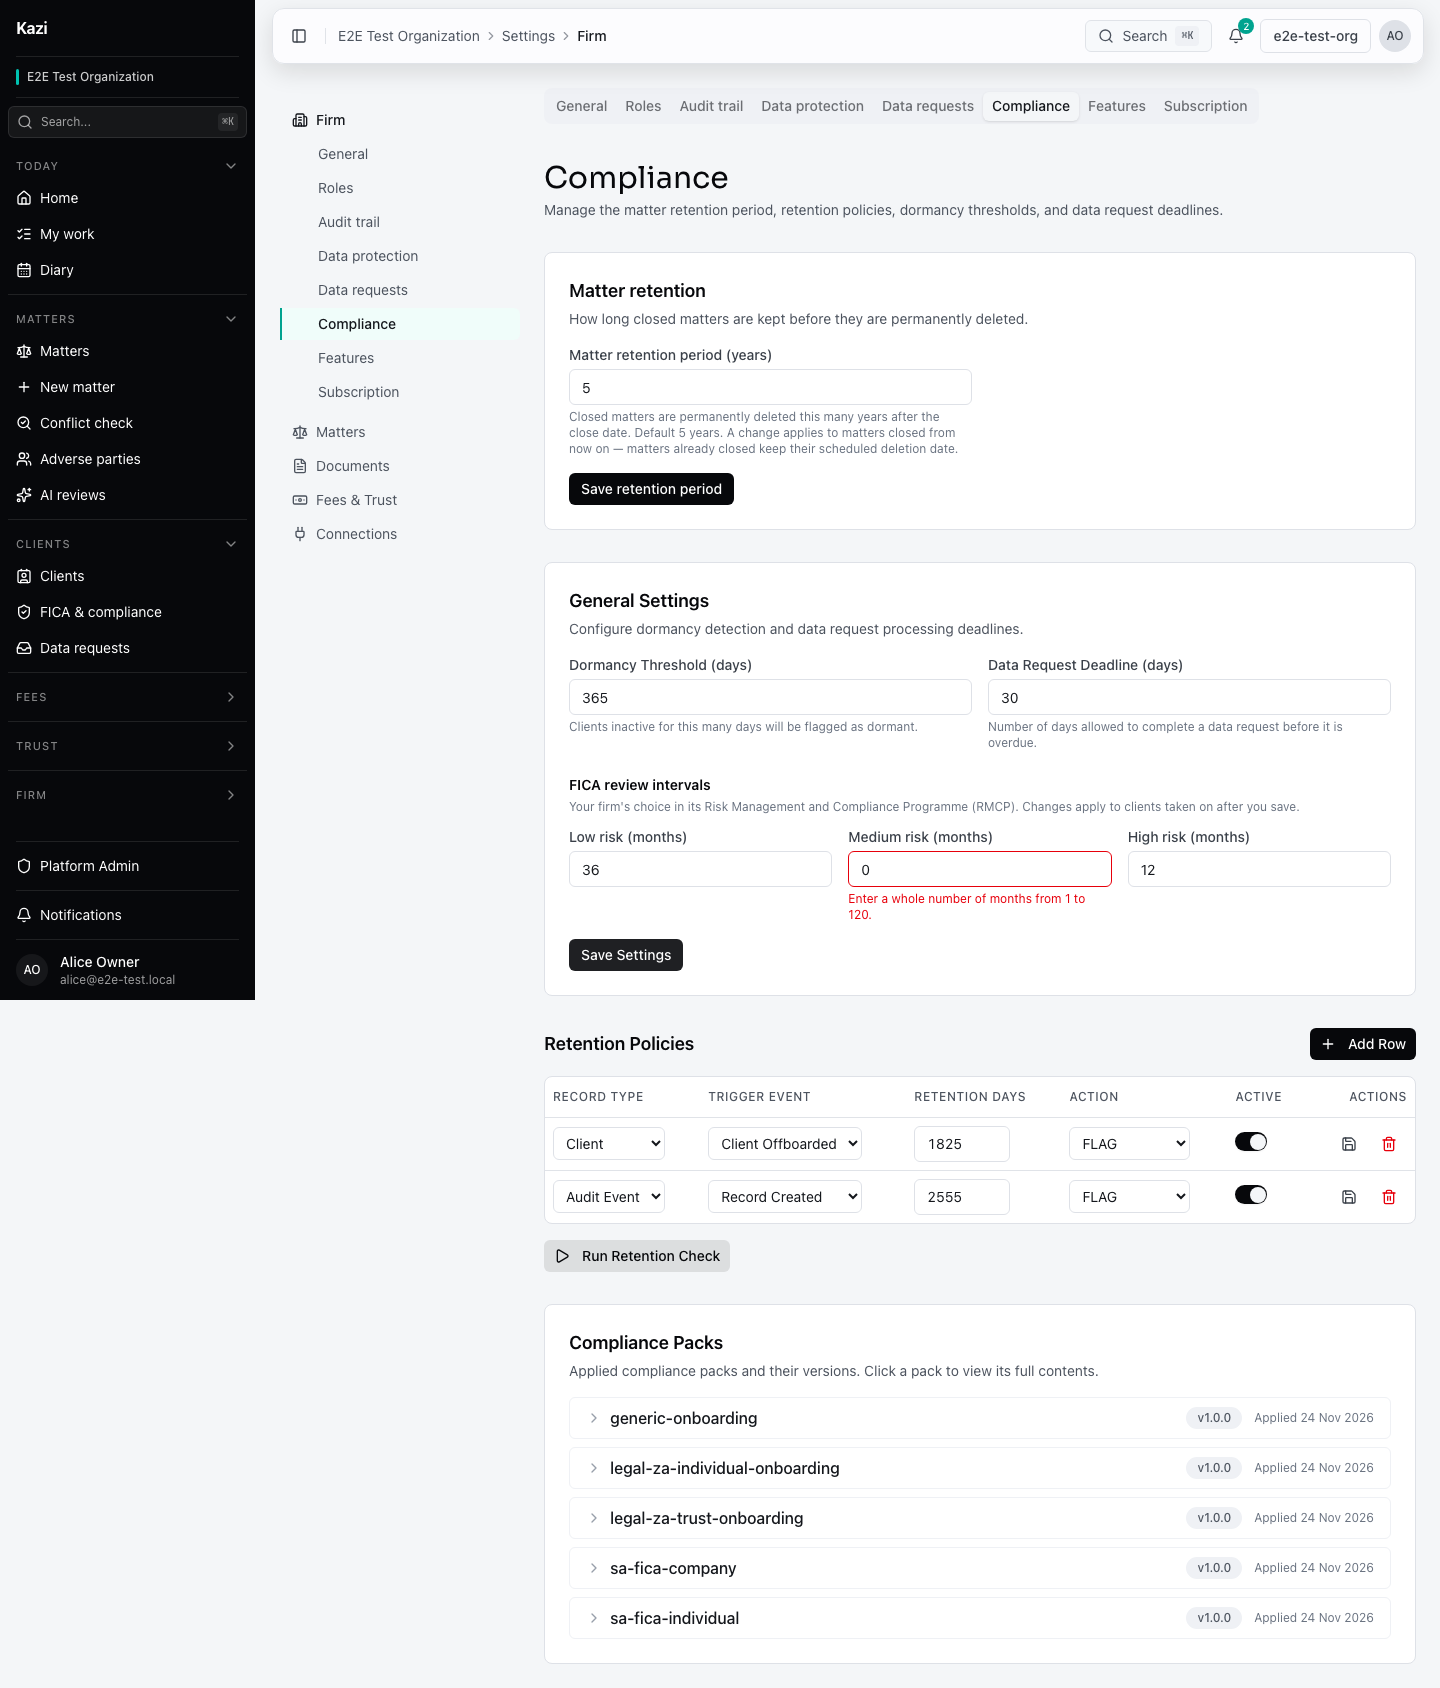 Kazi
E2E Test Organization
Search...
⌘K
TODAY
Home
My work
Diary
MATTERS
Matters
New matter
Conflict check
Adverse parties
AI reviews
CLIENTS
Clients
FICA & compliance
Data requests
FEES
TRUST
FIRM
Platform Admin
Notifications
AO
Alice Owner
alice@e2e-test.local
E2E Test Organization > Settings > Firm
Search ⌘K
2
e2e-test-org
AO
Firm
General
Roles
Audit trail
Data protection
Data requests
Compliance
Features
Subscription
Matters
Documents
Fees & Trust
Connections
General Roles Audit trail Data protection Data requests Compliance Features Subscription
Compliance
Manage the matter retention period, retention policies, dormancy thresholds, and data request deadlines.
Matter retention
How long closed matters are kept before they are permanently deleted.
Matter retention period (years)
5
Closed matters are permanently deleted this many years after the
close date. Default 5 years. A change applies to matters closed from
now on — matters already closed keep their scheduled deletion date.
Save retention period
General Settings
Configure dormancy detection and data request processing deadlines.
Dormancy Threshold (days)
365
Clients inactive for this many days will be flagged as dormant.
Data Request Deadline (days)
30
Number of days allowed to complete a data request before it is
overdue.
FICA review intervals
Your firm's choice in its Risk Management and Compliance Programme (RMCP). Changes apply to clients taken on after you save.
Low risk (months)
36
Medium risk (months)
0
Enter a whole number of months from 1 to
120.
High risk (months)
12
Save Settings
Retention Policies
Add Row
RECORD TYPE TRIGGER EVENT RETENTION DAYS ACTION ACTIVE ACTIONS
Client Client Offboarded 1825 FLAG
Audit Event Record Created 2555 FLAG
Run Retention Check
Compliance Packs
Applied compliance packs and their versions. Click a pack to view its full contents.
generic-onboarding v1.0.0 Applied 24 Nov 2026
legal-za-individual-onboarding v1.0.0 Applied 24 Nov 2026
legal-za-trust-onboarding v1.0.0 Applied 24 Nov 2026
sa-fica-company v1.0.0 Applied 24 Nov 2026
sa-fica-individual v1.0.0 Applied 24 Nov 2026